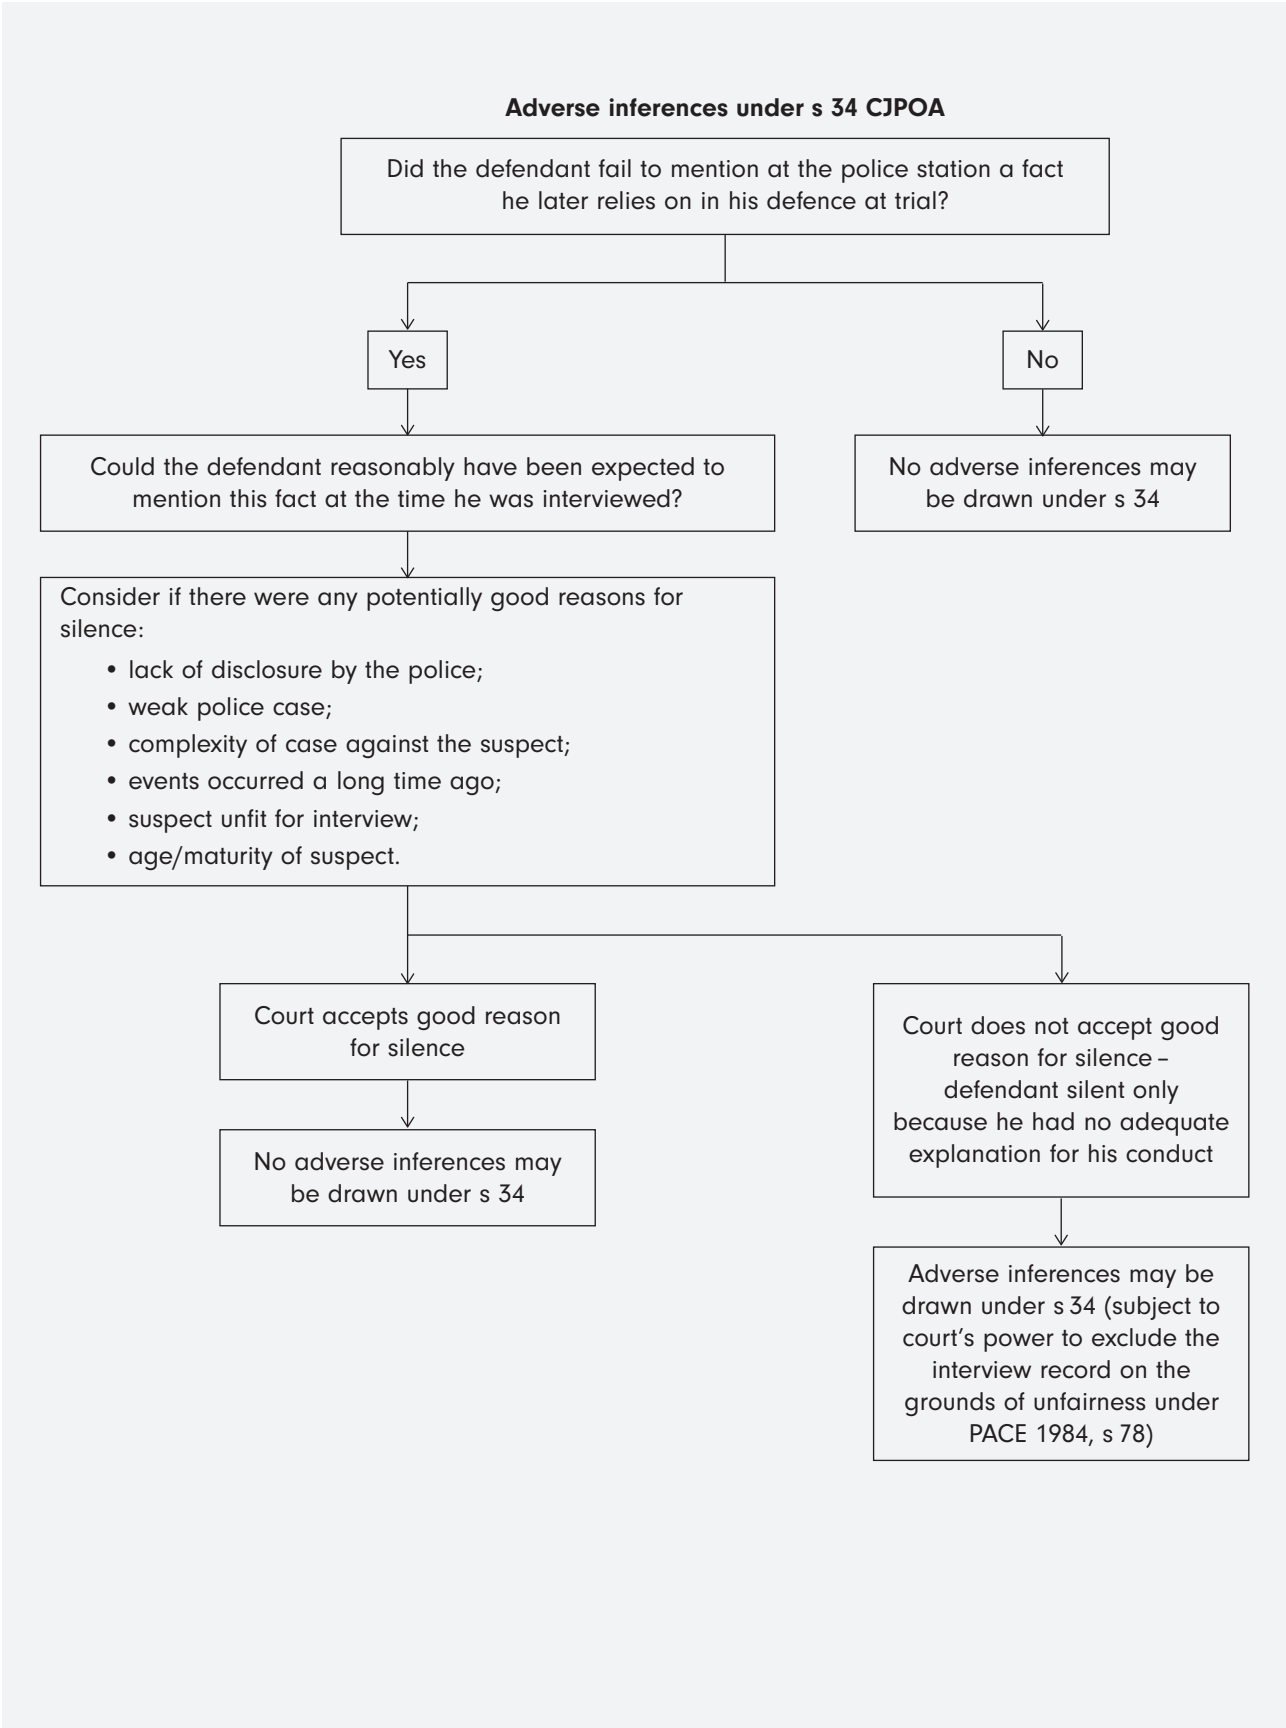 Adverse inferences under s 34 CJPOA
Did the defendant fail to mention at the police station a fact
he later relies on in his defence at trial?
Yes
No
Could the defendant reasonably have been expected to
mention this fact at the time he was interviewed?
No adverse inferences may
be drawn under s 34
Consider if there were any potentially good reasons for
silence:
• lack of disclosure by the police;
• weak police case;
• complexity of case against the suspect;
• events occurred a long time ago;
• suspect unfit for interview;
• age/maturity of suspect.
Court accepts good reason
for silence
No adverse inferences may
be drawn under s 34
Court does not accept good
reason for silence –
defendant silent only
because he had no adequate
explanation for his conduct
Adverse inferences may be
drawn under s 34 (subject to
court’s power to exclude the
interview record on the
grounds of unfairness under
PACE 1984, s 78)